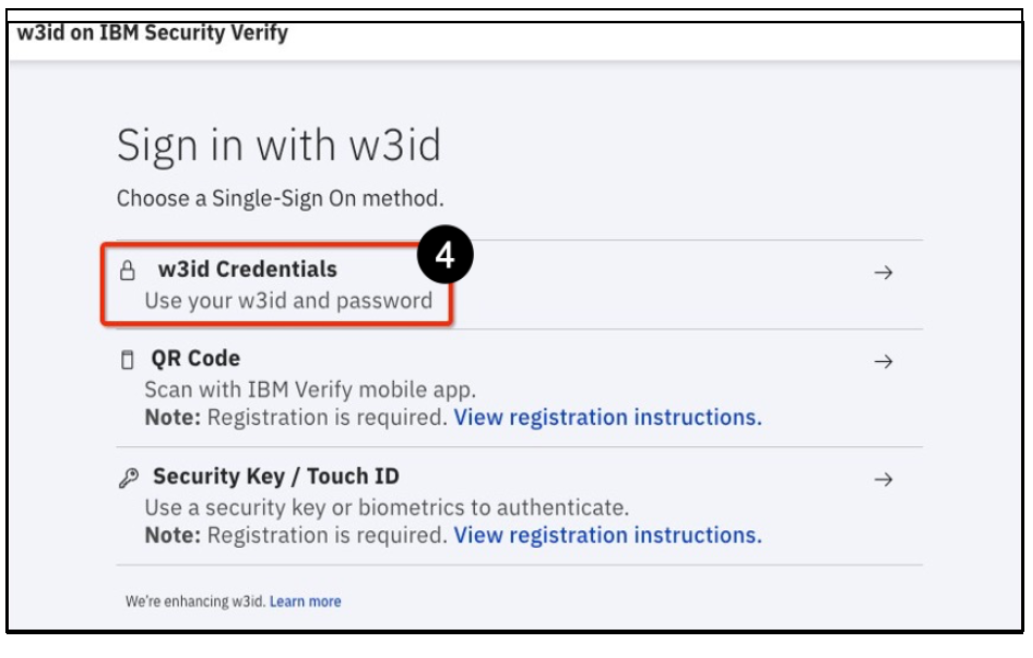 w3id on IBM Security Verify
Sign in with w3id
Choose a Single-Sign On method.
4
w3id Credentials
Use your w3id and password
QR Code
Scan with IBM Verify mobile app.
Note: Registration is required. View registration instructions.
Security Key / Touch ID
Use a security key or biometrics to authenticate.
Note: Registration is required. View registration instructions.
We're enhancing w3id. Learn more